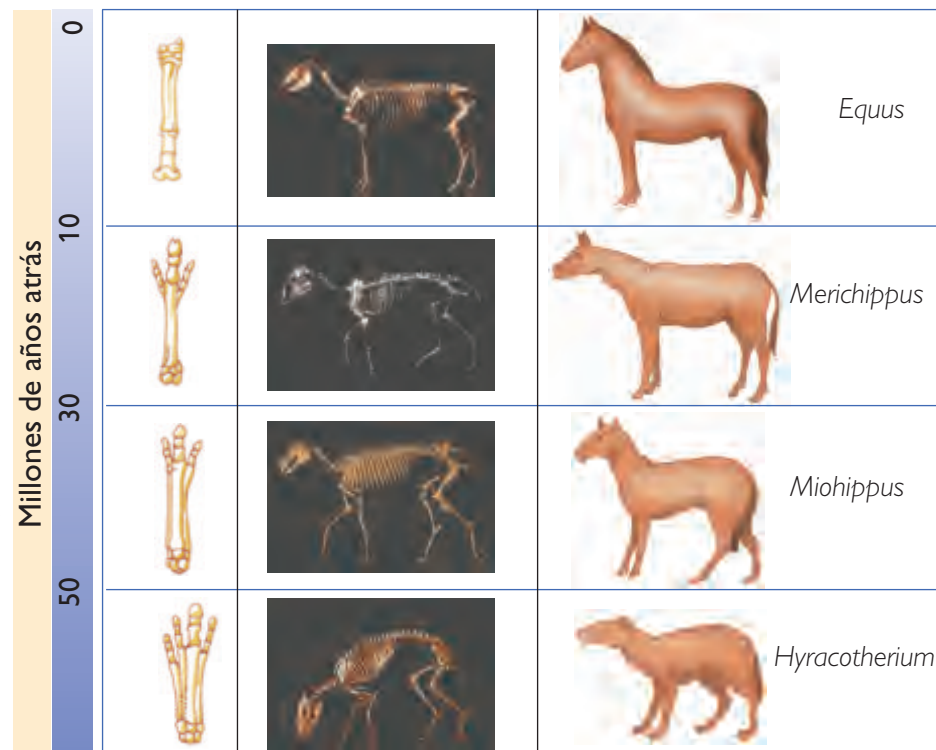 Millones de años atrás
0
10
30
50
Equus
Merichippus
Miohippus
Hyracotherium